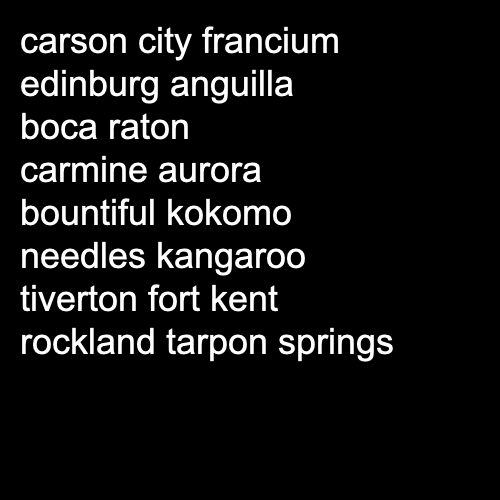 carson city francium
edinburg anguilla
boca raton
carmine aurora
bountiful kokomo
needles kangaroo
tiverton fort kent
rockland tarpon springs